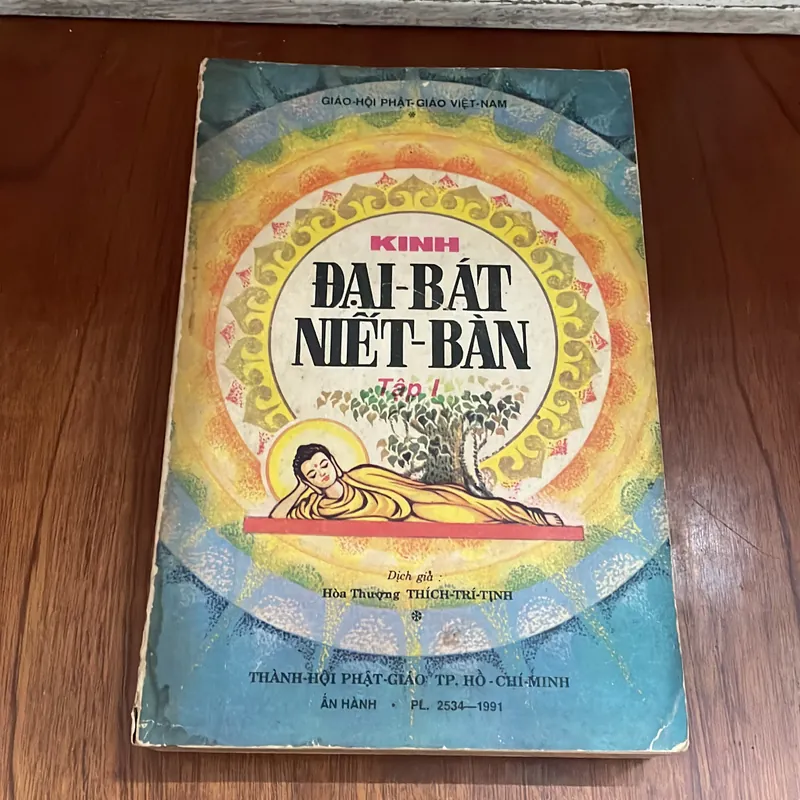 GIÁO-HỘI PHẬT-GIÁO VIỆT-NAM
*
KINH
ĐẠI-BÁT
NIẾT-BÀN
Tập I
Dịch giả :
Hòa Thượng THÍCH-TRÍ-TỊNH
*
THÀNH-HỘI PHẬT-GIÁO TP. HỒ-CHÍ-MINH
ẤN HÀNH • PL. 2534—1991